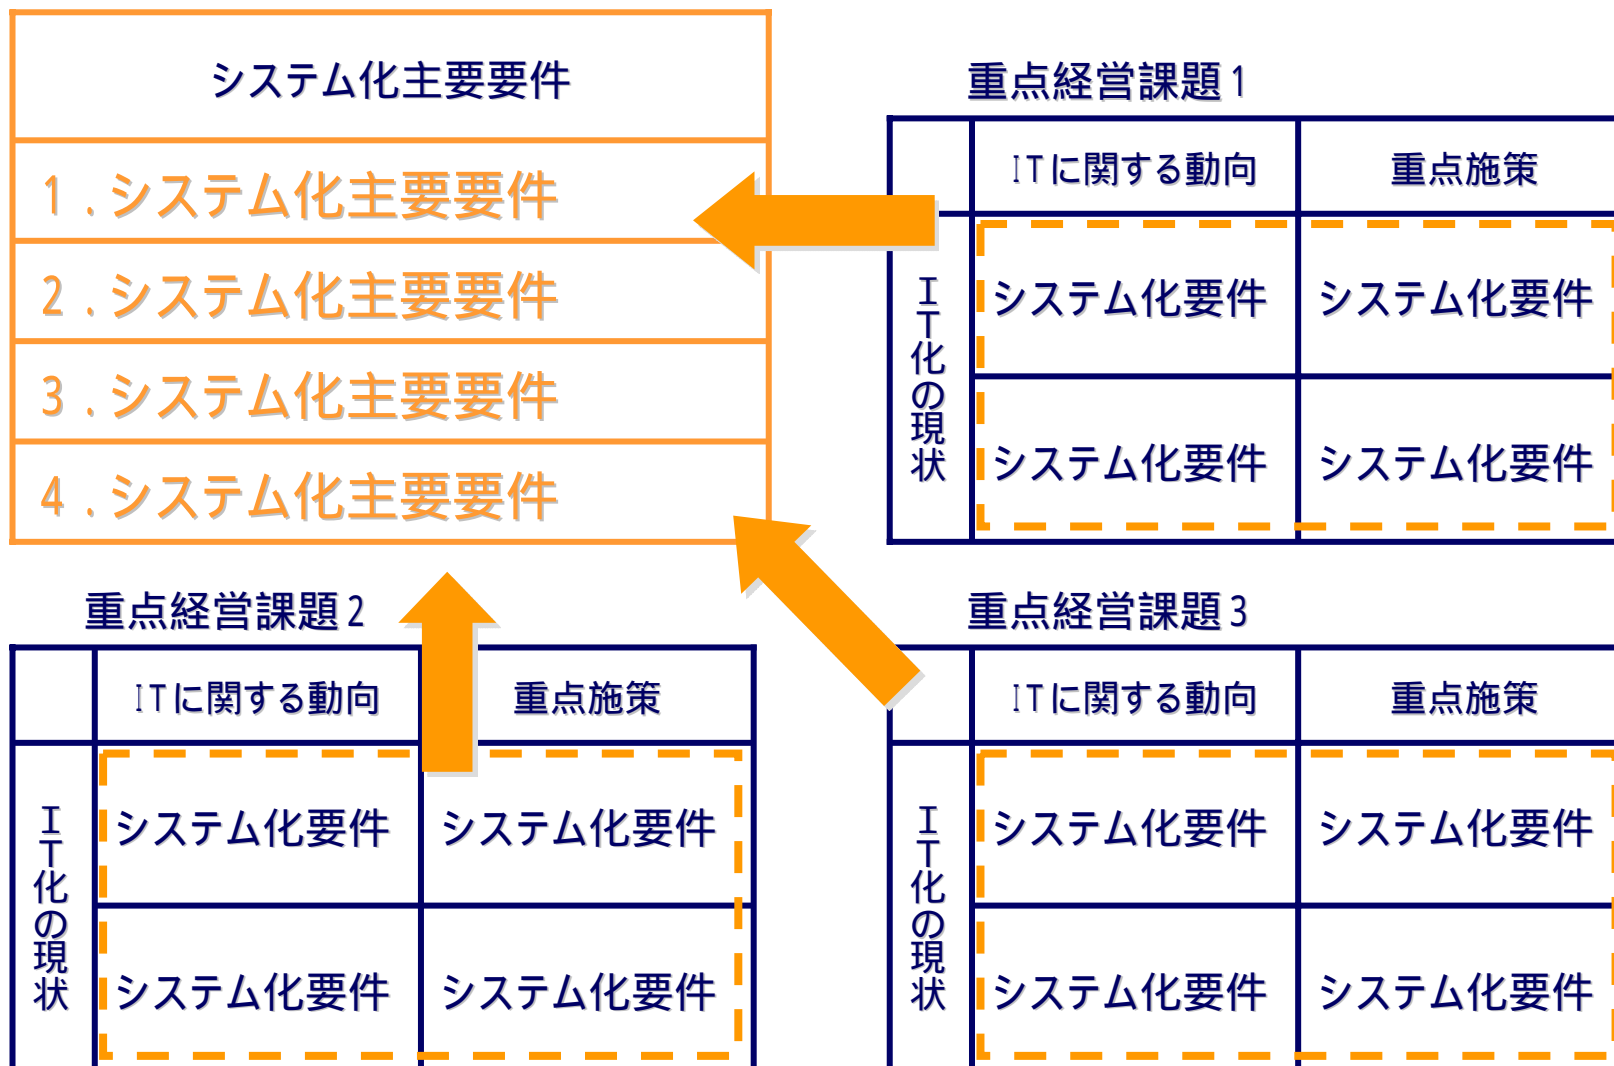 システム化主要要件
1．システム化主要要件
2．システム化主要要件
3．システム化主要要件
4．システム化主要要件
重点経営課題1
ITに関する動向 重点施策
IT化の現状
システム化要件 システム化要件
システム化要件 システム化要件
重点経営課題2
ITに関する動向 重点施策
IT化の現状
システム化要件 システム化要件
システム化要件 システム化要件
重点経営課題3
ITに関する動向 重点施策
IT化の現状
システム化要件 システム化要件
システム化要件 システム化要件